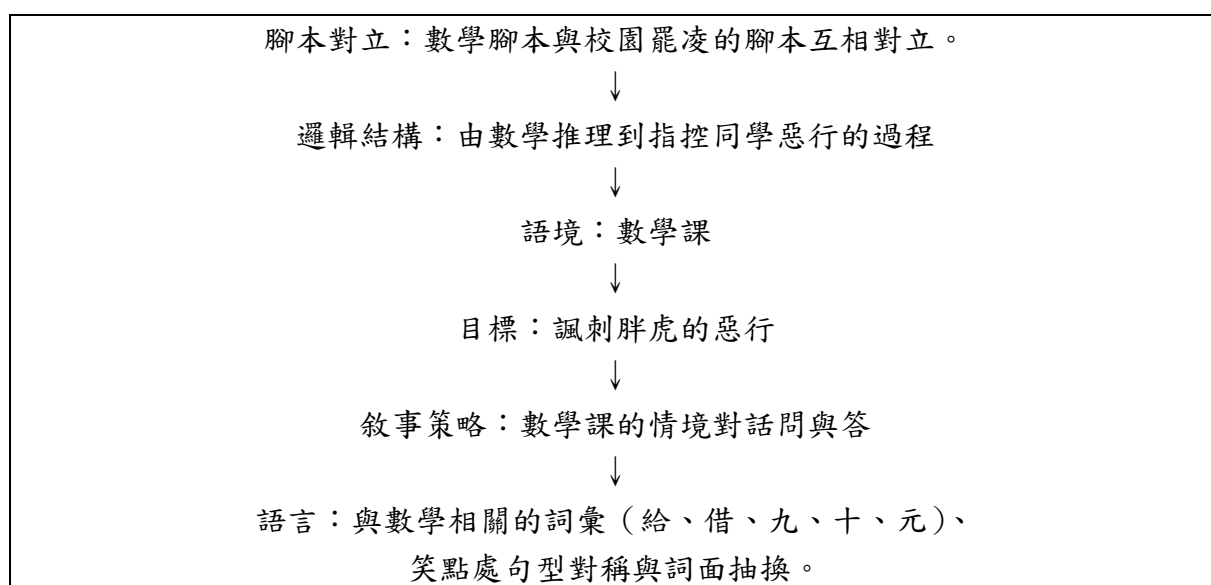 腳本對立：數學腳本與校園罷凌的腳本互相對立。
↓
邏輯結構：由數學推理到指控同學惡行的過程
↓
語境：數學課
↓
目標：諷刺胖虎的惡行
↓
敘事策略：數學課的情境對話問與答
↓
語言：與數學相關的詞彙（給、借、九、十、元）、
笑點處句型對稱與詞面抽換。